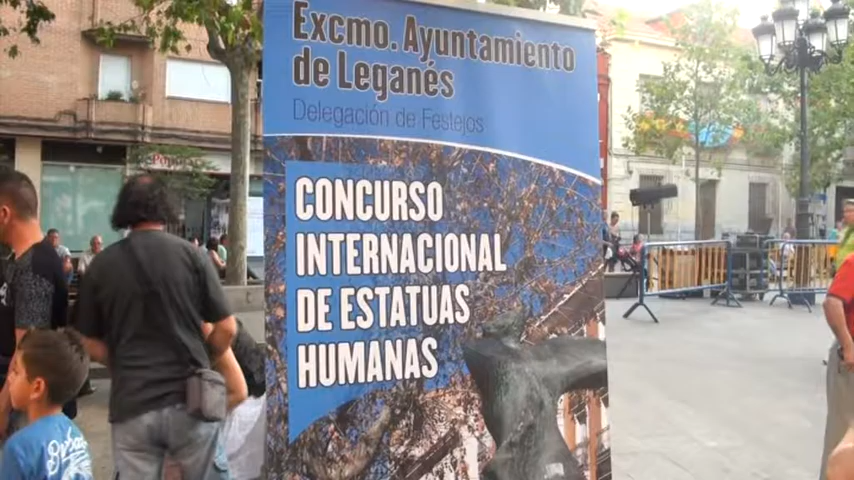 Excmo. Ayuntamiento
de Leganés
Delegación de Festejos
CONCURSO
INTERNACIONAL
DE ESTATUAS
HUMANAS